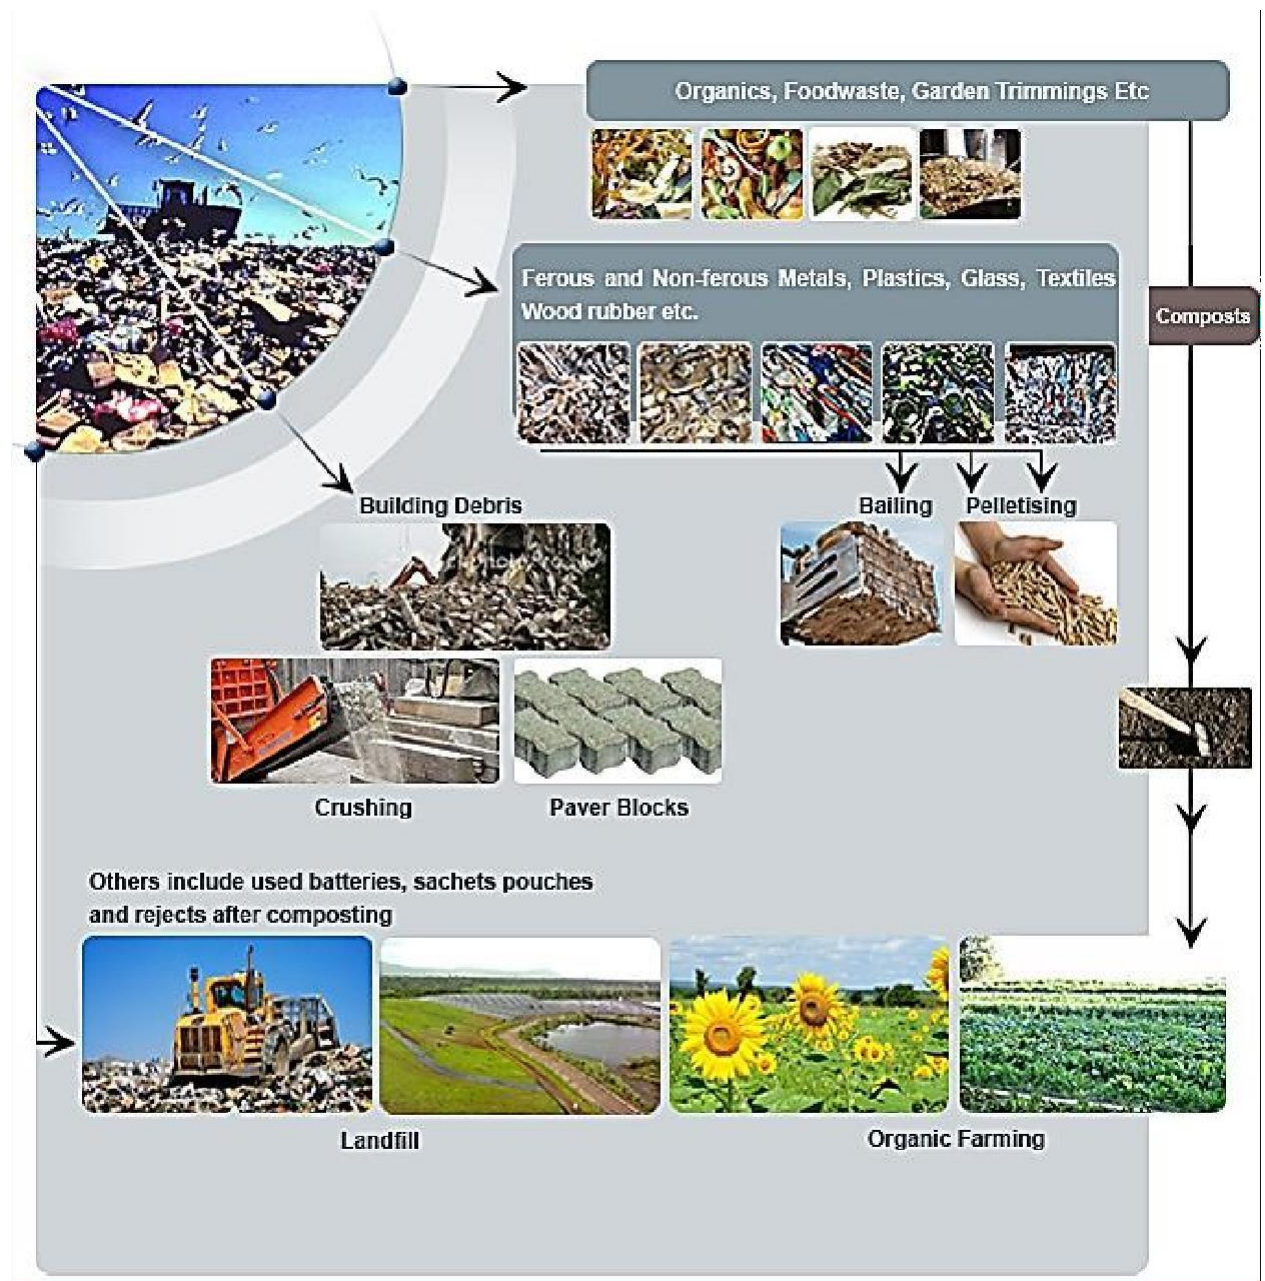 Organics, Foodwaste, Garden Trimmings Etc
Ferous and Non-ferous Metals, Plastics, Glass, Textiles
Wood rubber etc.
Composts
Building Debris
Bailing
Pelletising
Crushing
Paver Blocks
Others include used batteries, sachets pouches
and rejects after composting
Landfill
Organic Farming